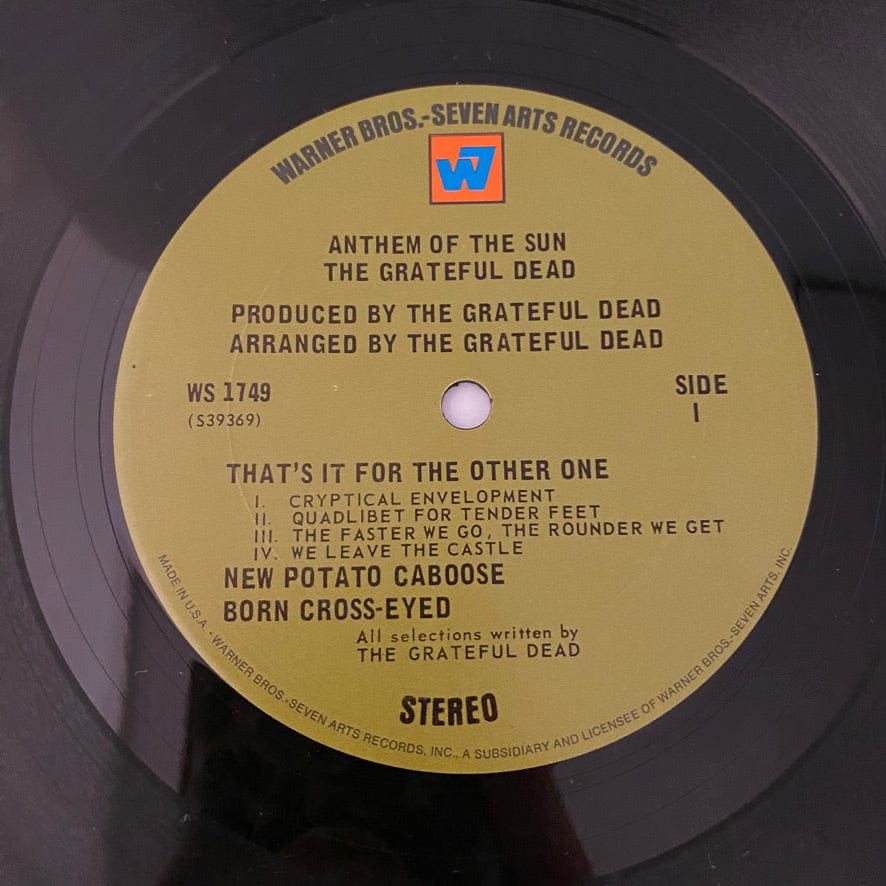 WARNER BROS.-SEVEN ARTS RECORDS
W7
ANTHEM OF THE SUN
THE GRATEFUL DEAD
PRODUCED BY THE GRATEFUL DEAD
ARRANGED BY THE GRATEFUL DEAD
WS 1749
(S39369)
SIDE
I
THAT'S IT FOR THE OTHER ONE
I. CRYPTICAL ENVELOPMENT
II. QUADLIBET FOR TENDER FEET
III. THE FASTER WE GO, THE ROUNDER WE GET
IV. WE LEAVE THE CASTLE
NEW POTATO CABOOSE
BORN CROSS-EYED
All selections written by
THE GRATEFUL DEAD
STEREO
MADE IN U.S.A. · WARNER BROS.-SEVEN ARTS RECORDS, INC., A SUBSIDIARY AND LICENSEE OF WARNER BROS.-SEVEN ARTS, INC.